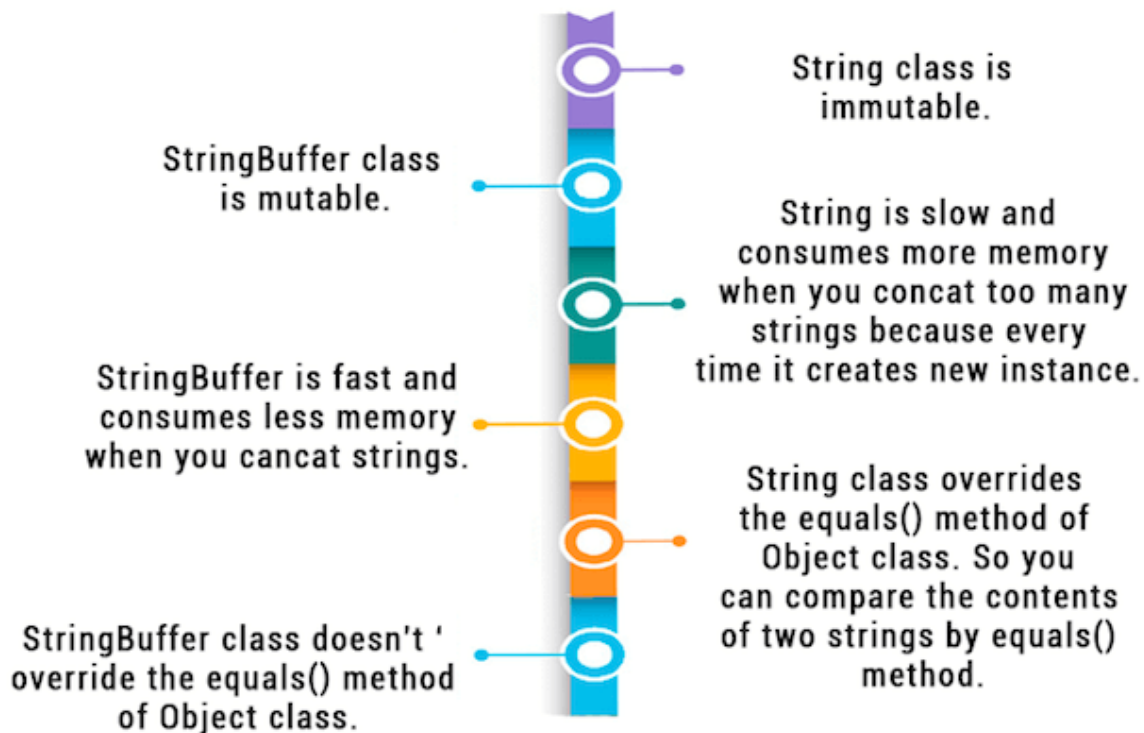 String class is
immutable.
StringBuffer class
is mutable.
String is slow and
consumes more memory
when you concat too many
strings because every
time it creates new instance.
StringBuffer is fast and
consumes less memory
when you cancat strings.
String class overrides
the equals() method of
Object class. So you
can compare the contents
of two strings by equals()
method.
StringBuffer class doesn't ‘
override the equals() method
of Object class.